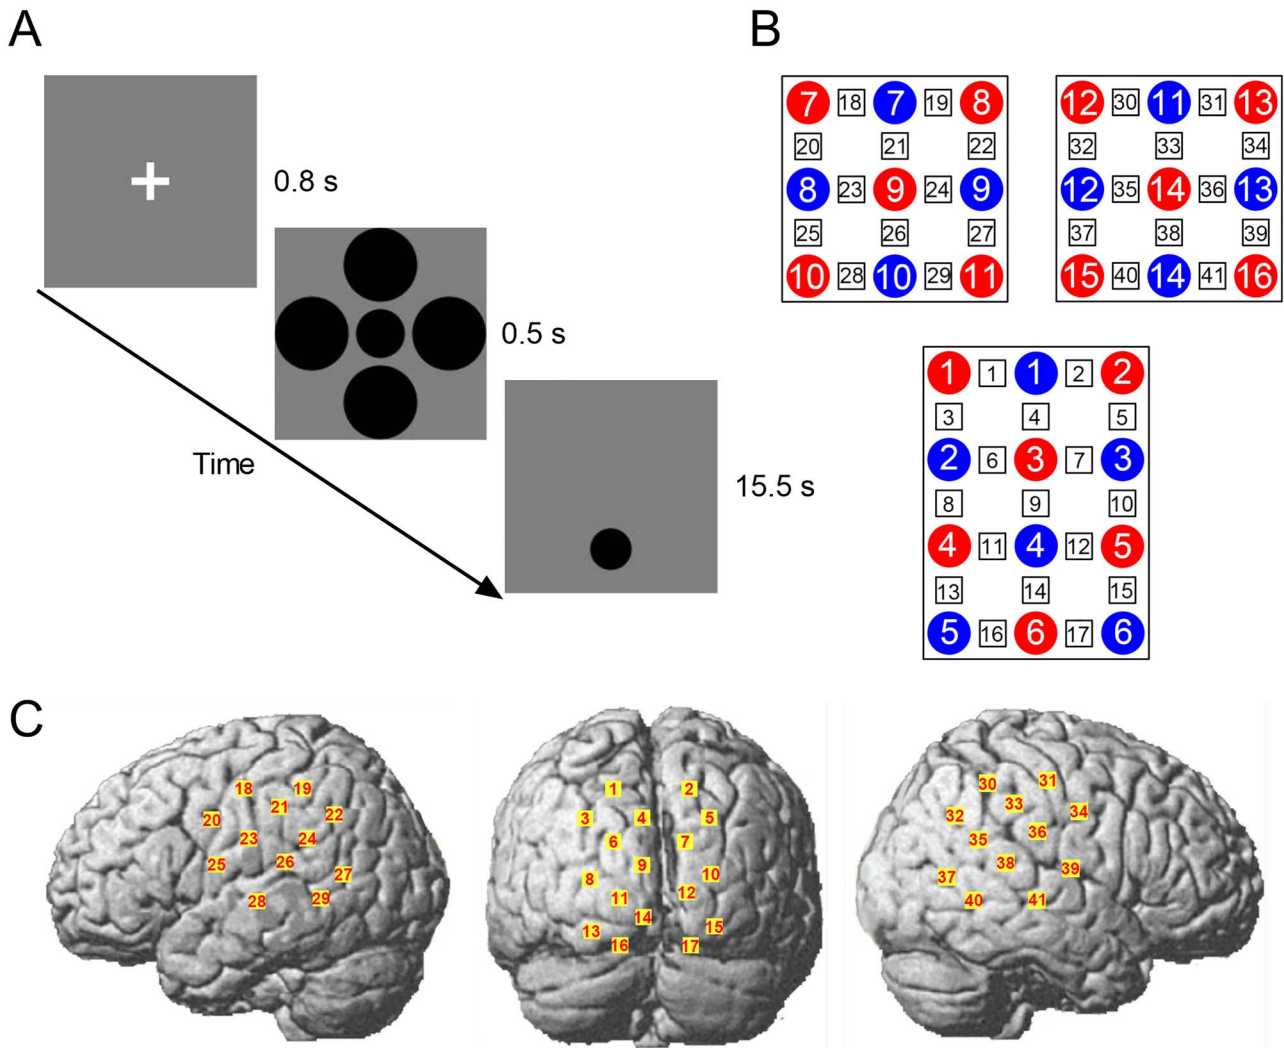 A
0.8 s
0.5 s
15.5 s
Time
B
7 18 7 19 8
20 21 22
8 23 9 24 9
25 26 27
10 28 10 29 11
12 30 11 31 13
32 33 34
12 35 14 36 13
37 38 39
15 40 14 41 16
1 1 1 2 2
3 4 5
2 6 3 7 3
8 9 10
4 11 4 12 5
13 14 15
5 16 6 17 6
C
18 19
21
20 22
23 24
25 26
27
28 29
1 2
3 4 5
6 7
9
8 10
11 12
14
13 15
16 17
30 31
33
32 34
35 36
38
37 39
40 41